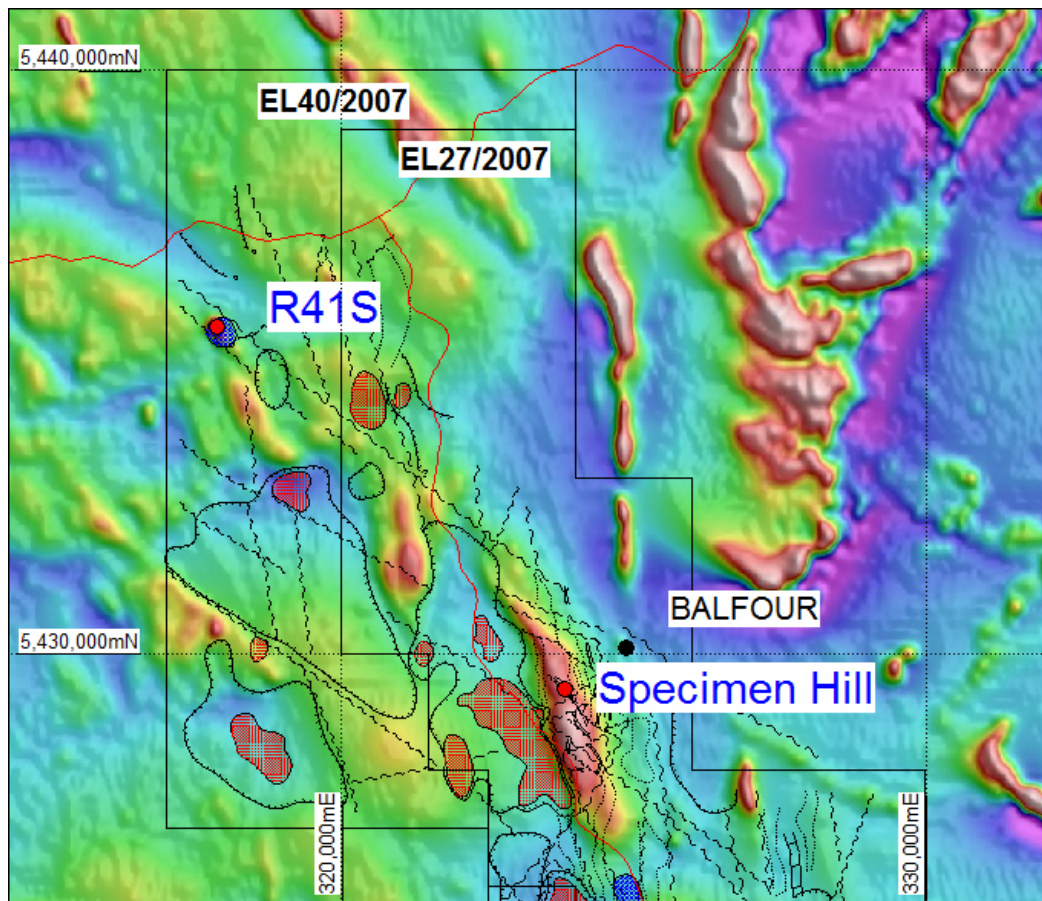 5,440,000mN
EL40/2007
EL27/2007
R41S
BALFOUR
5,430,000mN
Specimen Hill
320,000mE
330,000mE